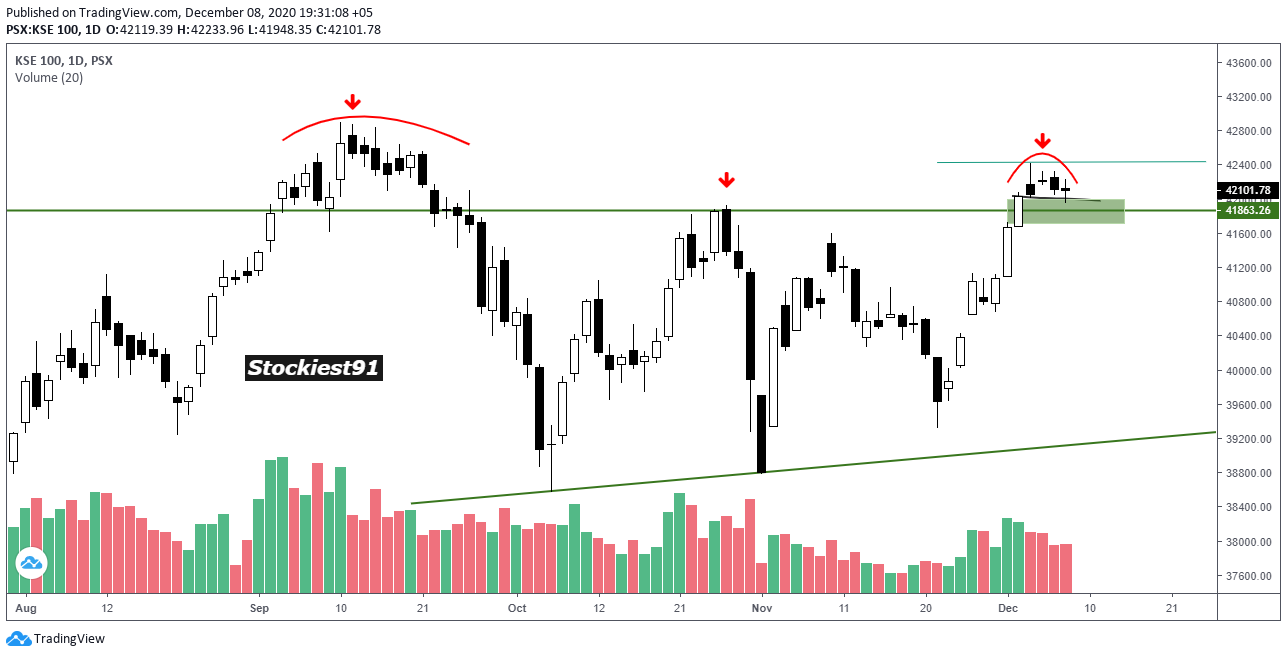 Published on TradingView.com, December 08, 2020 19:31:08 +05
PSX:KSE 100, 1D O:42119.39 H:42233.96 L:41948.35 C:42101.78
KSE 100, 1D, PSX
Volume (20)
43600.00
43200.00
42800.00
42400.00
42101.78
41863.26
41600.00
41200.00
40800.00
40400.00
40000.00
39600.00
39200.00
38800.00
38400.00
38000.00
37600.00
Stockiest91
Aug 12 Sep 10 21 Oct 12 21 Nov 11 20 Dec 10 21
TradingView